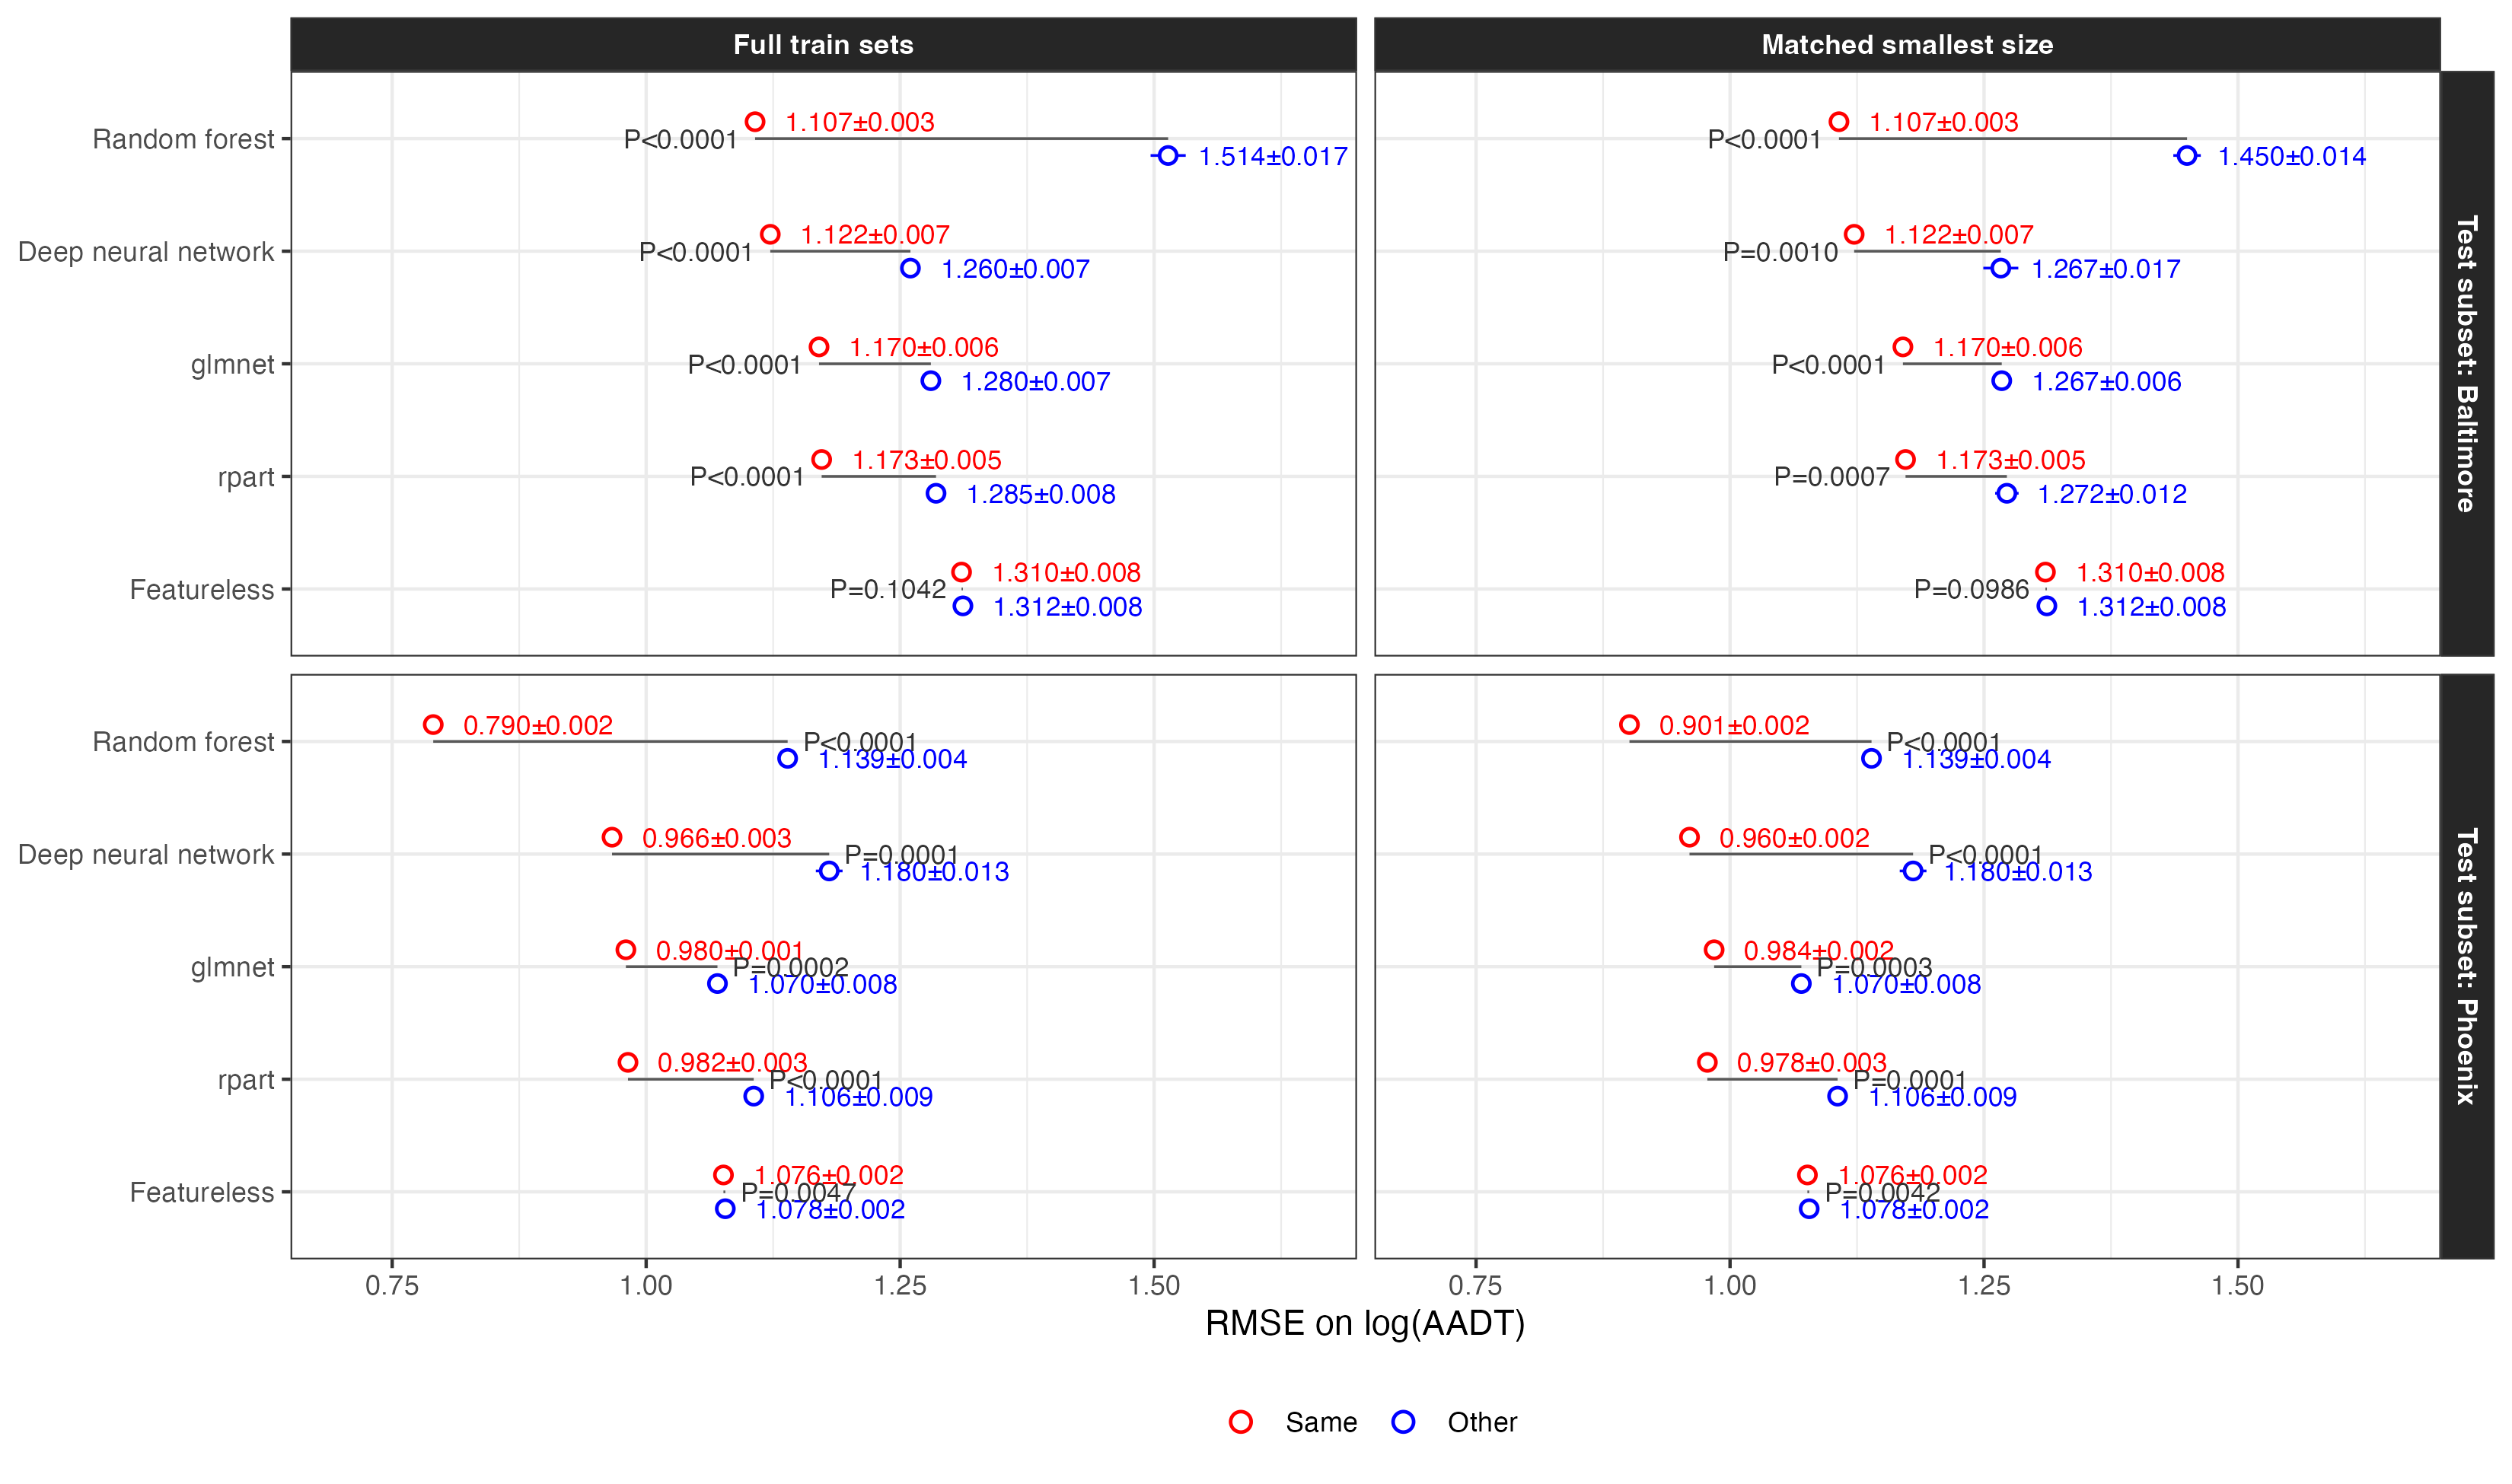 Full train sets
Matched smallest size
Test subset: Baltimore
Random forest
P<0.0001
1.107±0.003
1.514±0.017
P<0.0001
1.107±0.003
1.450±0.014
Deep neural network
P<0.0001
1.122±0.007
1.260±0.007
P=0.0010
1.122±0.007
1.267±0.017
glmnet
P<0.0001
1.170±0.006
1.280±0.007
P<0.0001
1.170±0.006
1.267±0.006
rpart
P<0.0001
1.173±0.005
1.285±0.008
P=0.0007
1.173±0.005
1.272±0.012
Featureless
P=0.1042
1.310±0.008
1.312±0.008
P=0.0986
1.310±0.008
1.312±0.008
Test subset: Phoenix
Random forest
0.790±0.002
P<0.0001
1.139±0.004
0.901±0.002
P<0.0001
1.139±0.004
Deep neural network
0.966±0.003
P=0.0001
1.180±0.013
0.960±0.002
P<0.0001
1.180±0.013
glmnet
0.980±0.001
P=0.0002
1.070±0.008
0.984±0.002
P=0.0003
1.070±0.008
rpart
0.982±0.003
P<0.0001
1.106±0.009
0.978±0.003
P=0.0001
1.106±0.009
Featureless
1.076±0.002
P=0.0047
1.078±0.002
1.076±0.002
P=0.0042
1.078±0.002
0.75 1.00 1.25 1.50
0.75 1.00 1.25 1.50
RMSE on log(AADT)
Same Other